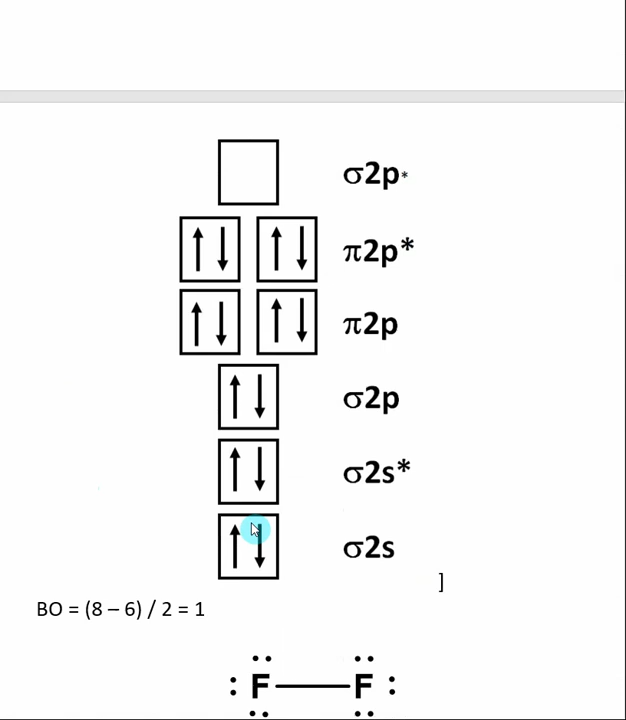 σ2p*
π2p*
π2p
σ2p
σ2s*
σ2s
]
BO = (8 – 6) / 2 = 1
: F — F :